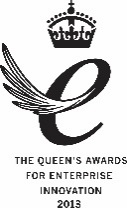 THE QUEEN'S AWARDS
FOR ENTERPRISE
INNOVATION
2013